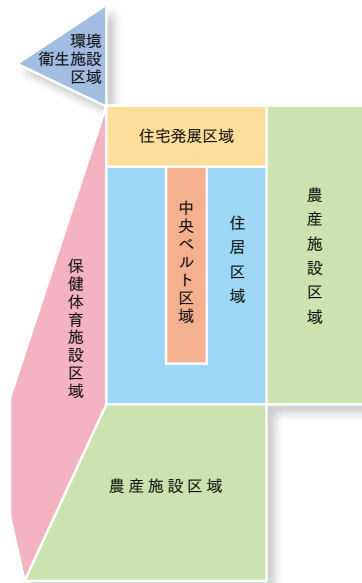 環境
衛生施設
区域
住宅発展区域
中央ベルト区域
住居区域
農産施設区域
保健体育施設区域
農産施設区域